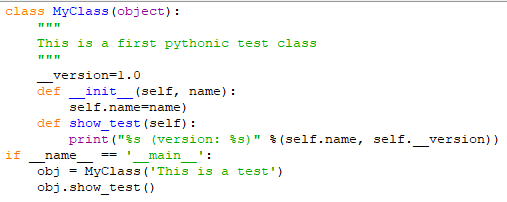 class MyClass(object):
    """
    This is a first pythonic test class
    """
    __version=1.0
    def __init__(self, name):
        self.name=name)
    def show_test(self):
        print("%s (version: %s)" %(self.name, self.__version))
if __name__ == '__main__':
    obj = MyClass('This is a test')
    obj.show_test()